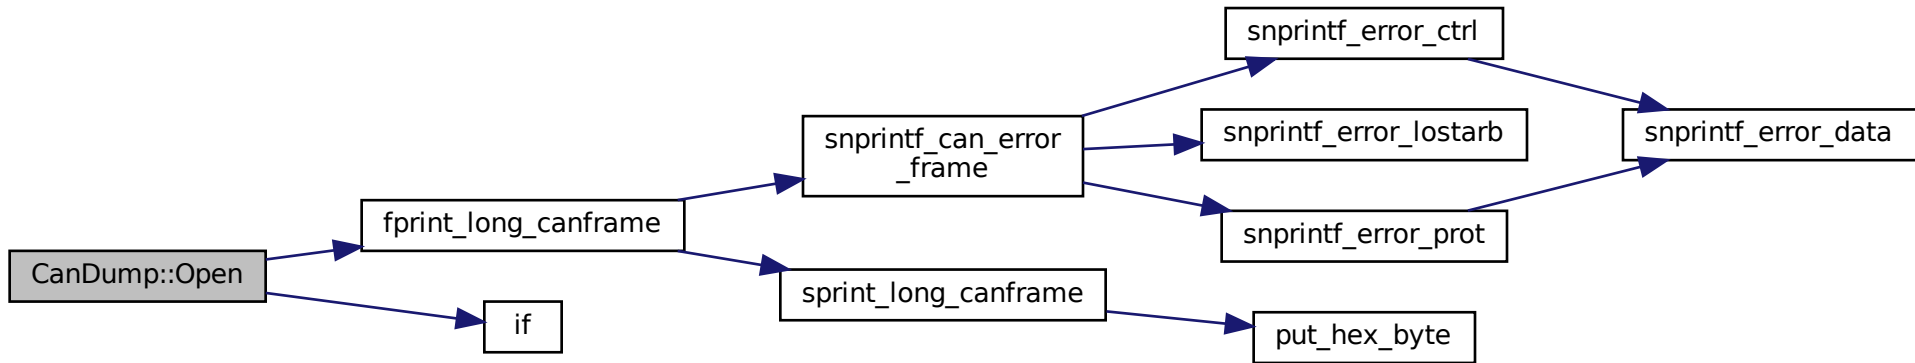 snprintf_error_ctrl
snprintf_can_error
_frame
snprintf_error_lostarb
snprintf_error_data
fprint_long_canframe
snprintf_error_prot
CanDump::Open
sprint_long_canframe
if
put_hex_byte